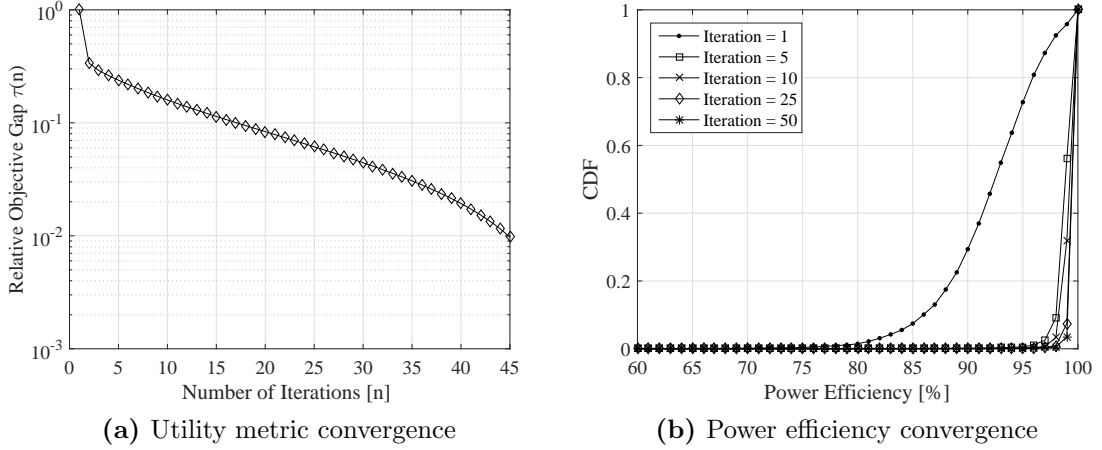 Relative Objective Gap τ(n)
10^0
10^-1
10^-2
10^-3
0 5 10 15 20 25 30 35 40 45
Number of Iterations [n]
(a) Utility metric convergence
CDF
1
0.8
0.6
0.4
0.2
0
Iteration = 1
Iteration = 5
Iteration = 10
Iteration = 25
Iteration = 50
60 65 70 75 80 85 90 95 100
Power Efficiency [%]
(b) Power efficiency convergence